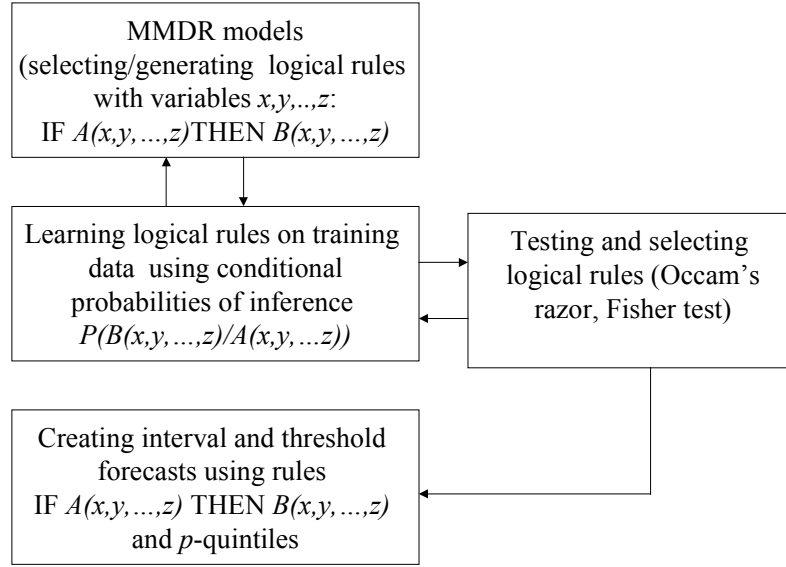 MMDR models
(selecting/generating logical rules
with variables x,y,..,z:
IF A(x,y,…,z)THEN B(x,y,…,z)
Learning logical rules on training
data using conditional
probabilities of inference
P(B(x,y,…,z)/A(x,y,…z))
Testing and selecting
logical rules (Occam’s
razor, Fisher test)
Creating interval and threshold
forecasts using rules
IF A(x,y,…,z) THEN B(x,y,…,z)
and p-quintiles